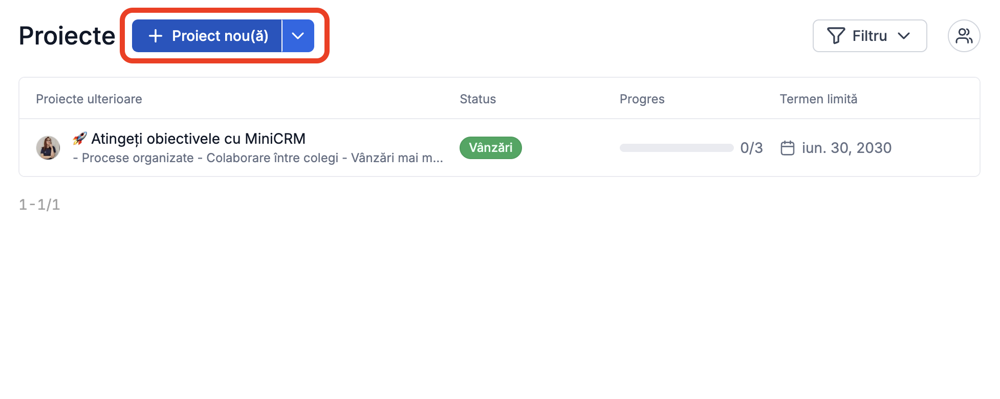 Proiecte
Proiect nou(ă)
Filtru
Proiecte ulterioare Status Progres Termen limită
🚀 Atingeți obiectivele cu MiniCRM
- Procese organizate - Colaborare între colegi - Vânzări mai m...
Vânzări
0/3
iun. 30, 2030
1-1/1